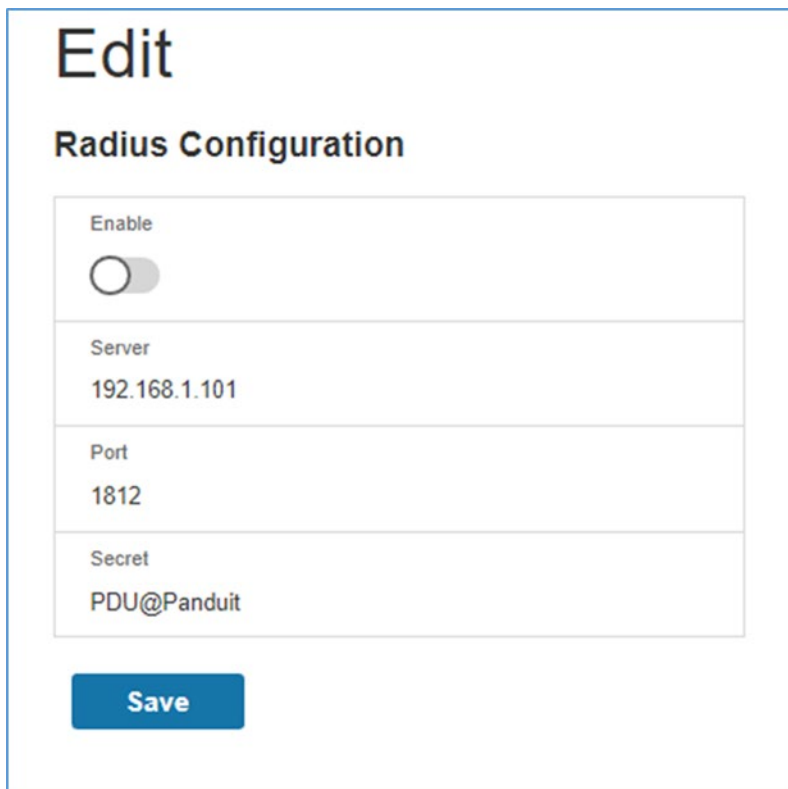 Edit
Radius Configuration
Enable
Server
192.168.1.101
Port
1812
Secret
PDU@Panduit
Save